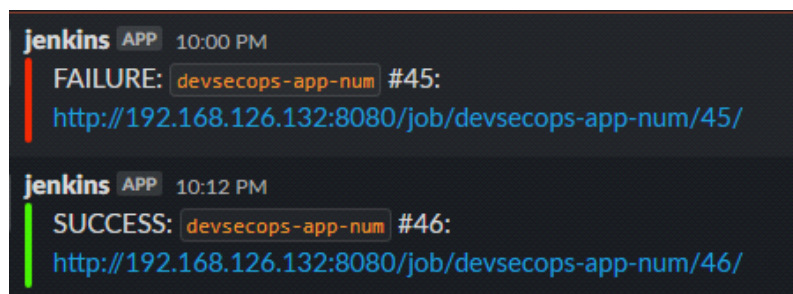 jenkins APP 10:00 PM
FAILURE: devsecops-app-num #45:
http://192.168.126.132:8080/job/devsecops-app-num/45/
jenkins APP 10:12 PM
SUCCESS: devsecops-app-num #46:
http://192.168.126.132:8080/job/devsecops-app-num/46/